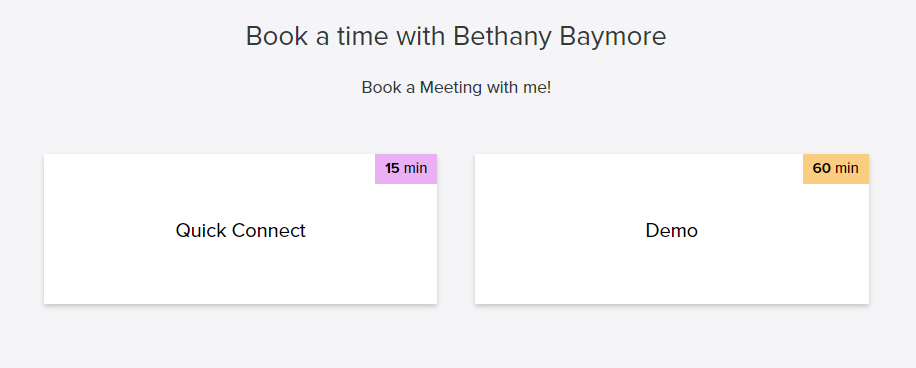 Book a time with Bethany Baymore
Book a Meeting with me!
15 min
Quick Connect
60 min
Demo